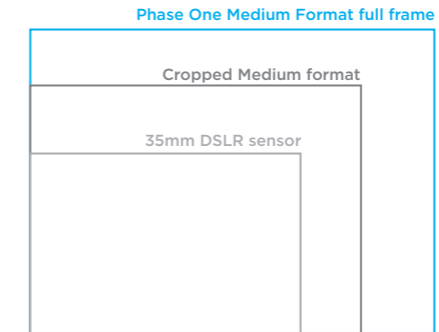 Phase One Medium Format full frame
Cropped Medium format
35mm DSLR sensor